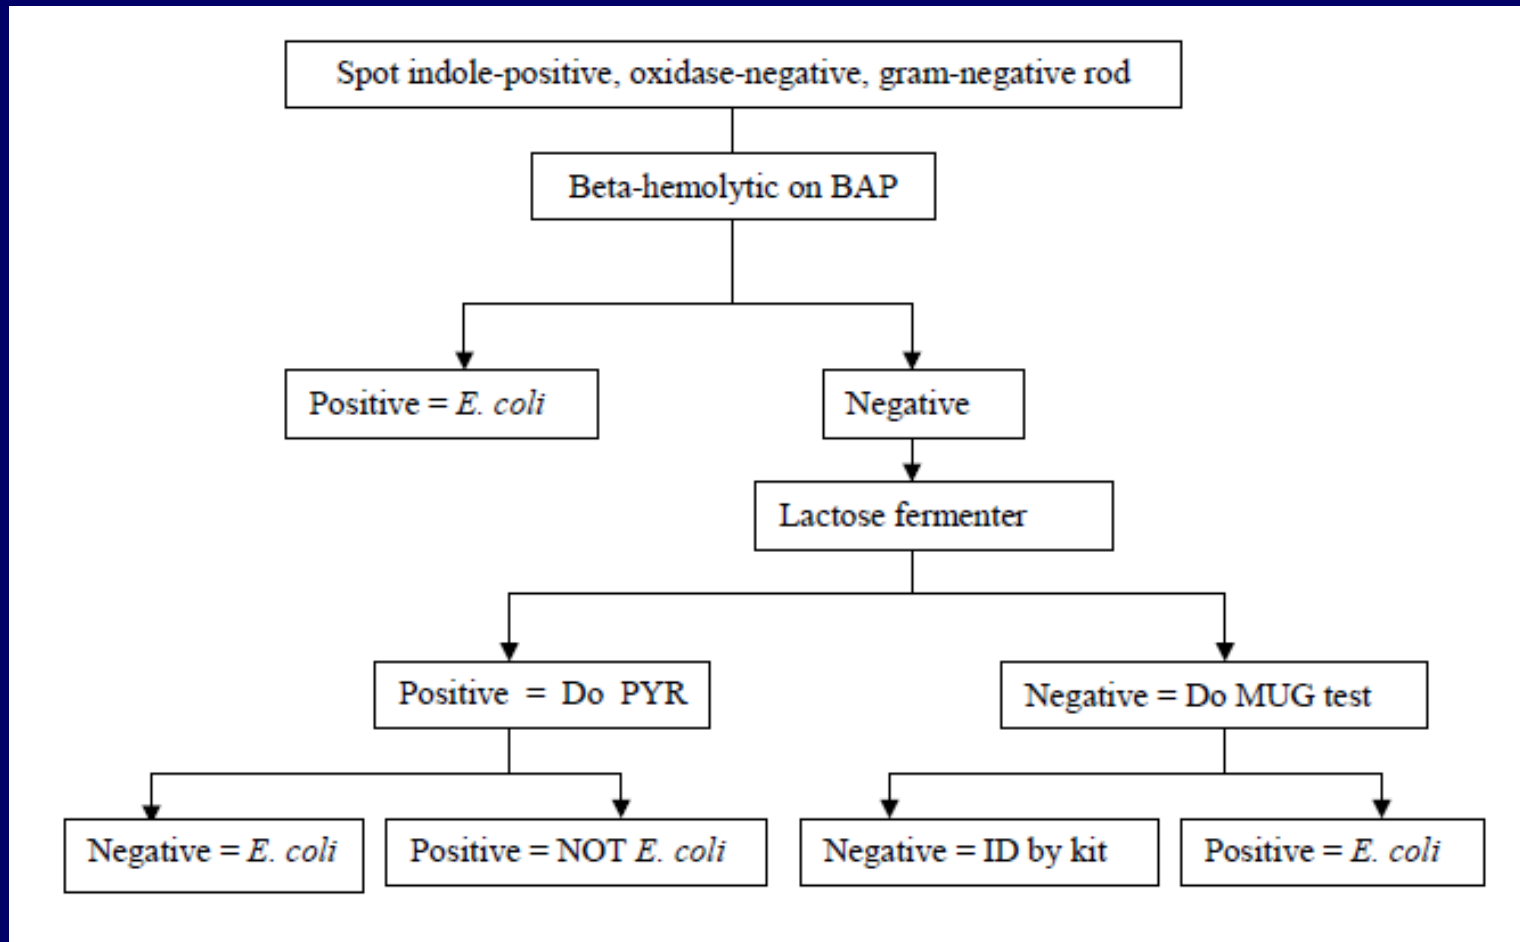 Spot indole-positive, oxidase-negative, gram-negative rod
Beta-hemolytic on BAP
Positive = E. coli
Negative
Lactose fermenter
Positive = Do PYR
Negative = Do MUG test
Negative = E. coli
Positive = NOT E. coli
Negative = ID by kit
Positive = E. coli